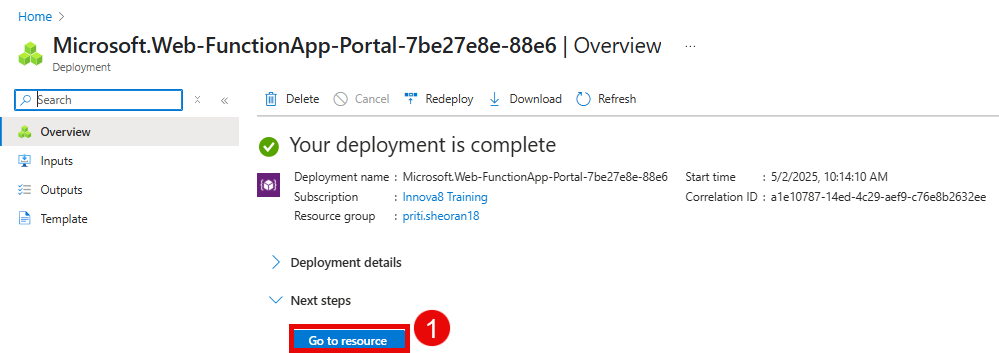 Home >
Microsoft.Web-FunctionApp-Portal-7be27e8e-88e6 | Overview ...
Deployment
Search
Overview
Inputs
Outputs
Template
Delete Cancel Redeploy Download Refresh
Your deployment is complete
Deployment name : Microsoft.Web-FunctionApp-Portal-7be27e8e-88e6 Start time : 5/2/2025, 10:14:10 AM
Subscription : Innova8 Training Correlation ID : a1e10787-14ed-4c29-aef9-c76e8b2632ee
Resource group : priti.sheoran18
Deployment details
Next steps
Go to resource 1